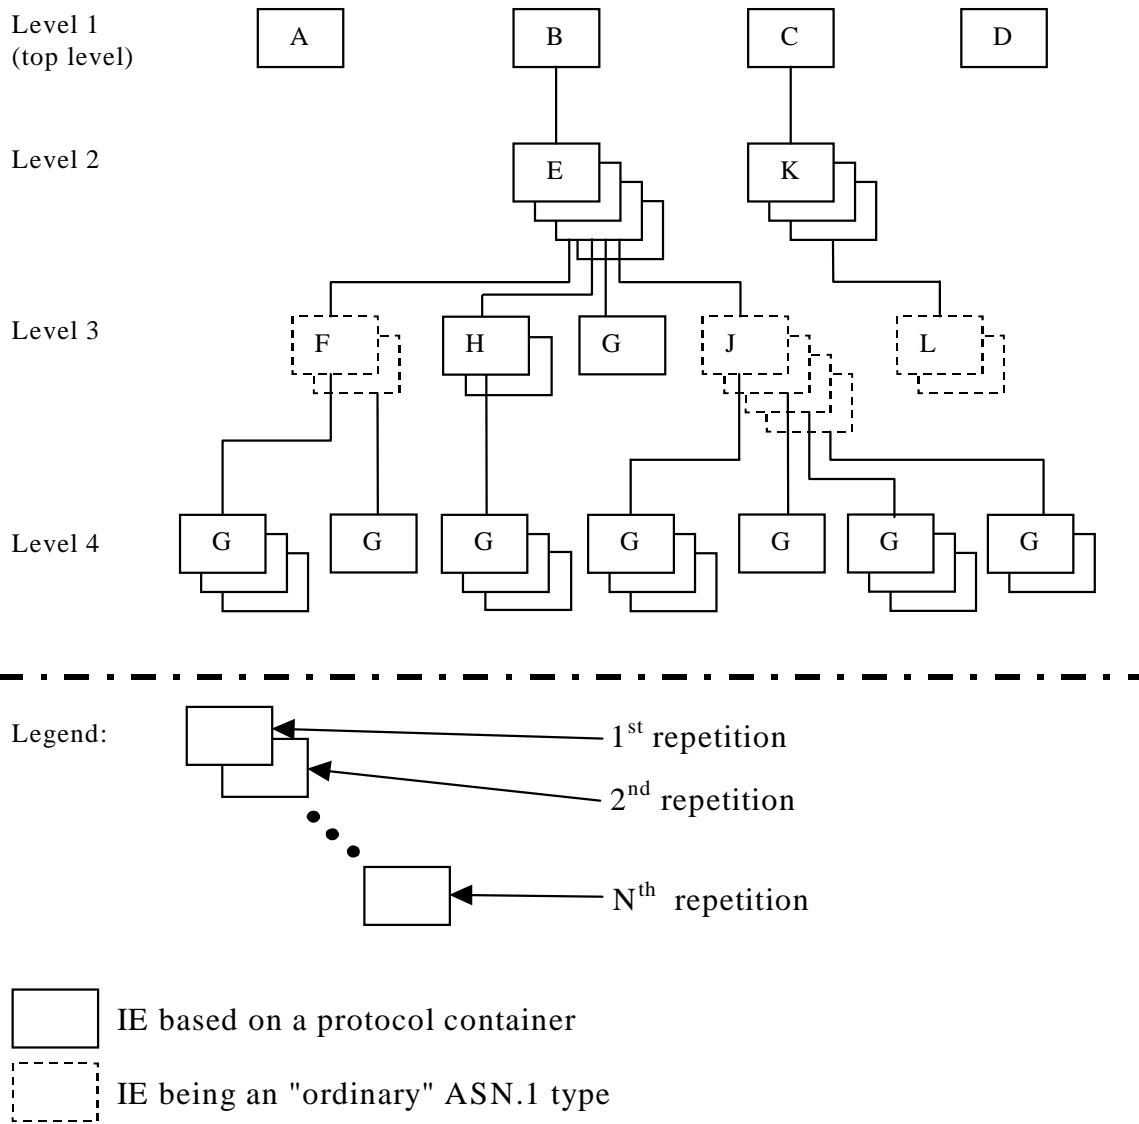 Level 1
(top level)
A
B
C
D
Level 2
E
K
Level 3
F
H
G
J
L
Level 4
G
G
G
G
G
G
G
Legend:
1st repetition
2nd repetition
Nth repetition
IE based on a protocol container
IE being an "ordinary" ASN.1 type